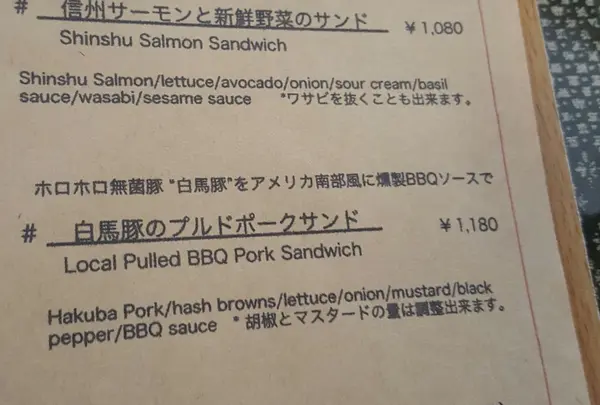 # 信州サーモンと新鮮野菜のサンド ¥1,080
Shinshu Salmon Sandwich
Shinshu Salmon/lettuce/avocado/onion/sour cream/basil
sauce/wasabi/sesame sauce *ワサビを抜くことも出来ます。
ホロホロ無菌豚 "白馬豚"をアメリカ南部風に燻製BBQソースで
# 白馬豚のプルドポークサンド ¥1,180
Local Pulled BBQ Pork Sandwich
Hakuba Pork/hash browns/lettuce/onion/mustard/black
pepper/BBQ sauce * 胡椒とマスタードの量は調整出来ます。